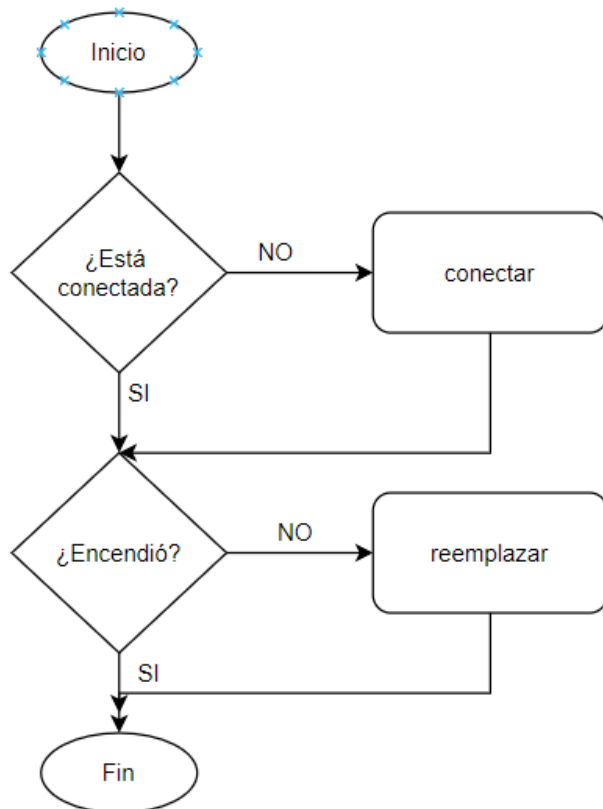 Inicio
¿Está
conectada?
NO
conectar
SI
¿Encendió?
NO
reemplazar
SI
Fin